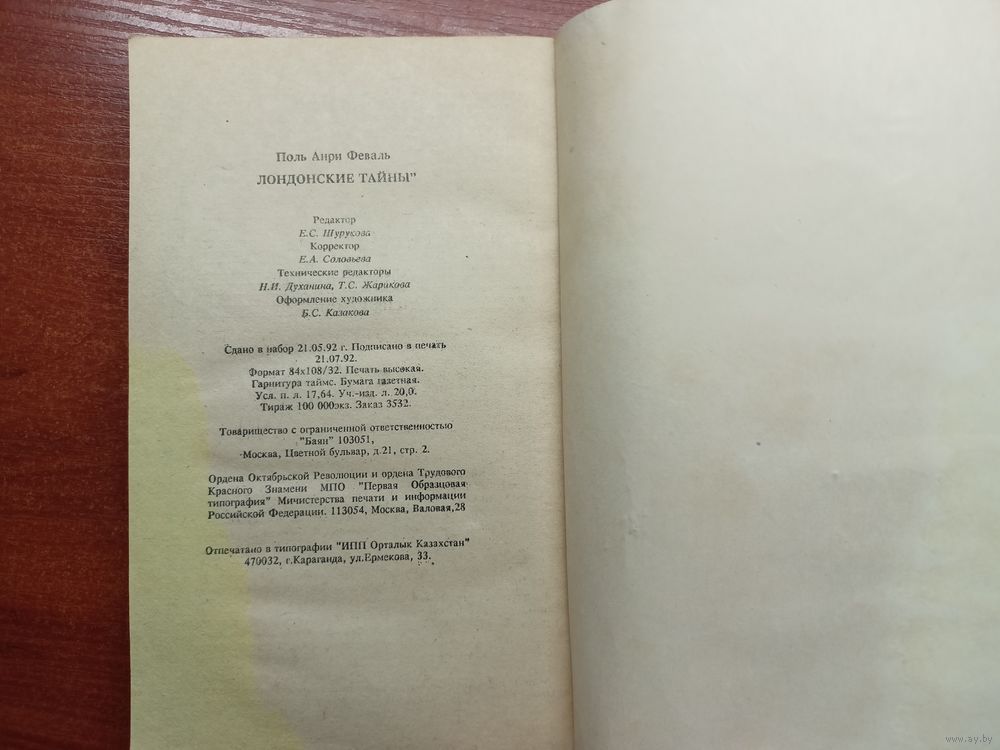 Поль Анри Феваль
ЛОНДОНСКИЕ ТАЙНЫ"
Редактор
Е.С. Шурукова
Корректор
Е.А. Соловьева
Технические редакторы
Н.И. Духанина, Т.С. Жарикова
Оформление художника
Б.С. Казакова
Сдано в набор 21.05.92 г. Подписано в печать
21.07.92.
Формат 84x108/32. Печать высокая.
Гарнитура таймс. Бумага газетная.
Усл. п. л. 17,64. Уч.-изд. л. 20,0.
Тираж 100 000экз. Заказ 3532.
Товарищество с ограниченной ответственностью
"Баян" 103051,
Москва, Цветной бульвар, д.21, стр. 2.
Ордена Октябрьской Революции и ордена Трудового
Красного Знамени МПО "Первая Образцовая
типография" Министерства печати и информации
Российской Федерации. 113054, Москва, Валовая,28
Отпечатано в типографии "ИПП Орталык Казахстан"
470032, г.Караганда, ул.Ермекова, 33.
www.ay.by